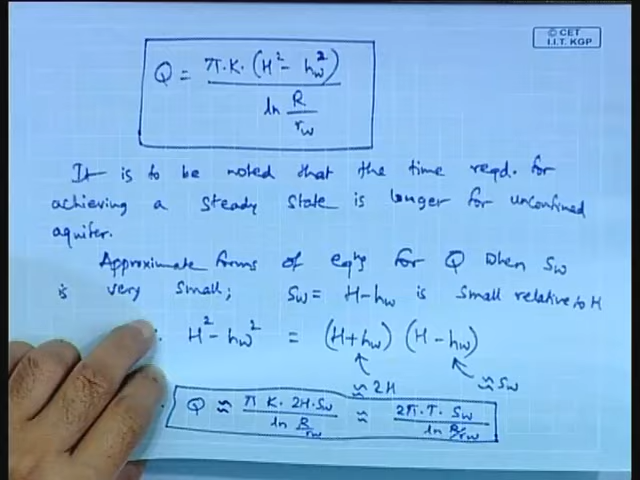 © CET
I.I.T. KGP
Q = π.K.(H² - hw²) / ln R/rw
It is to be noted that the time reqd. for
achieving a steady state is longer for unconfined
aquifer.
Approximate forms of eqns for Q when sw
is very small; sw = H - hw is small relative to H
∴ H² - hw² = (H + hw) (H - hw)
≈ 2H ≈ sw
Q ≈ π K. 2H. sw / ln R/rw ≈ 2π. T. sw / ln R/rw